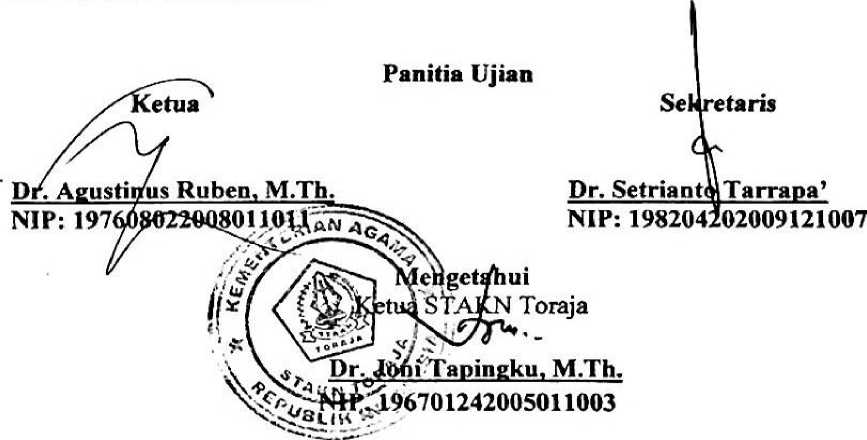 Panitia Ujian
Ketua
Sekretaris
Dr. Agustinus Ruben, M.Th.
NIP: 197608022008011011
Dr. Setrianto Tarrapa'
NIP: 198204202009121007
Mengetahui
Ketua STAKN Toraja
Dr. Joni Tapingku, M.Th.
NIP. 196701242005011003
KEMENTERIAN AGAMA
STAKN TORAJA
REPUBLIK
TORAJA